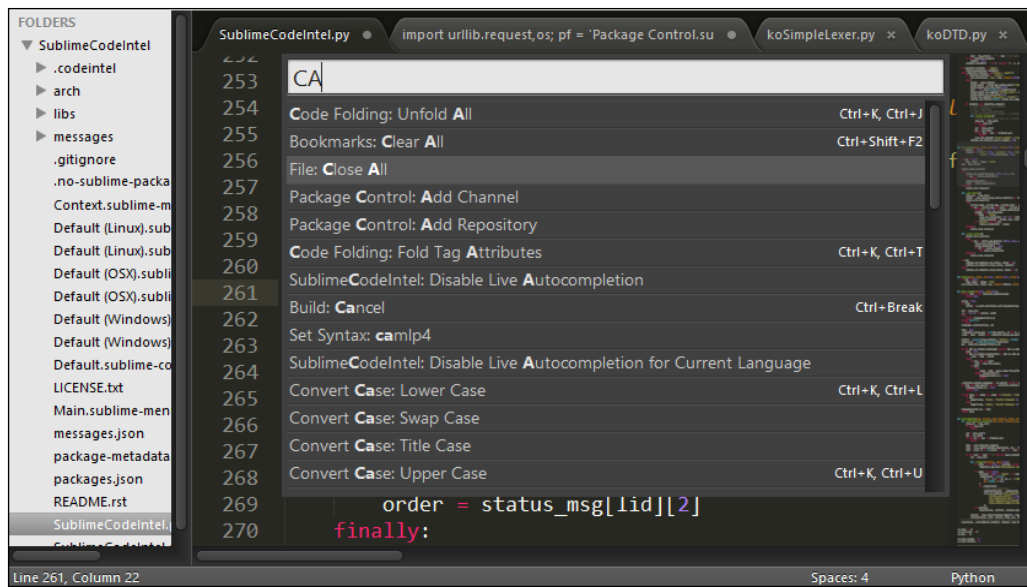 FOLDERS
SublimeCodeIntel
.codeintel
arch
libs
messages
.gitignore
.no-sublime-packa
Context.sublime-m
Default (Linux).sub
Default (Linux).sub
Default (OSX).subli
Default (OSX).subli
Default (Windows)
Default (Windows)
Default.sublime-co
LICENSE.txt
Main.sublime-men
messages.json
package-metadata
packages.json
README.rst
SublimeCodeIntel.
SublimeCodeIntel.py
import urllib.request,os; pf = 'Package Control.su
koSimpleLexer.py ×
koDTD.py ×
CA
Code Folding: Unfold All Ctrl+K, Ctrl+J
Bookmarks: Clear All Ctrl+Shift+F2
File: Close All
Package Control: Add Channel
Package Control: Add Repository
Code Folding: Fold Tag Attributes Ctrl+K, Ctrl+T
SublimeCodeIntel: Disable Live Autocompletion
Build: Cancel Ctrl+Break
Set Syntax: camlp4
SublimeCodeIntel: Disable Live Autocompletion for Current Language
Convert Case: Lower Case Ctrl+K, Ctrl+L
Convert Case: Swap Case
Convert Case: Title Case
Convert Case: Upper Case Ctrl+K, Ctrl+U
253
254
255
256
257
258
259
260
261
262
263
264
265
266
267
268
269 order = status_msg[lid][2]
270 finally:
Line 261, Column 22
Spaces: 4
Python